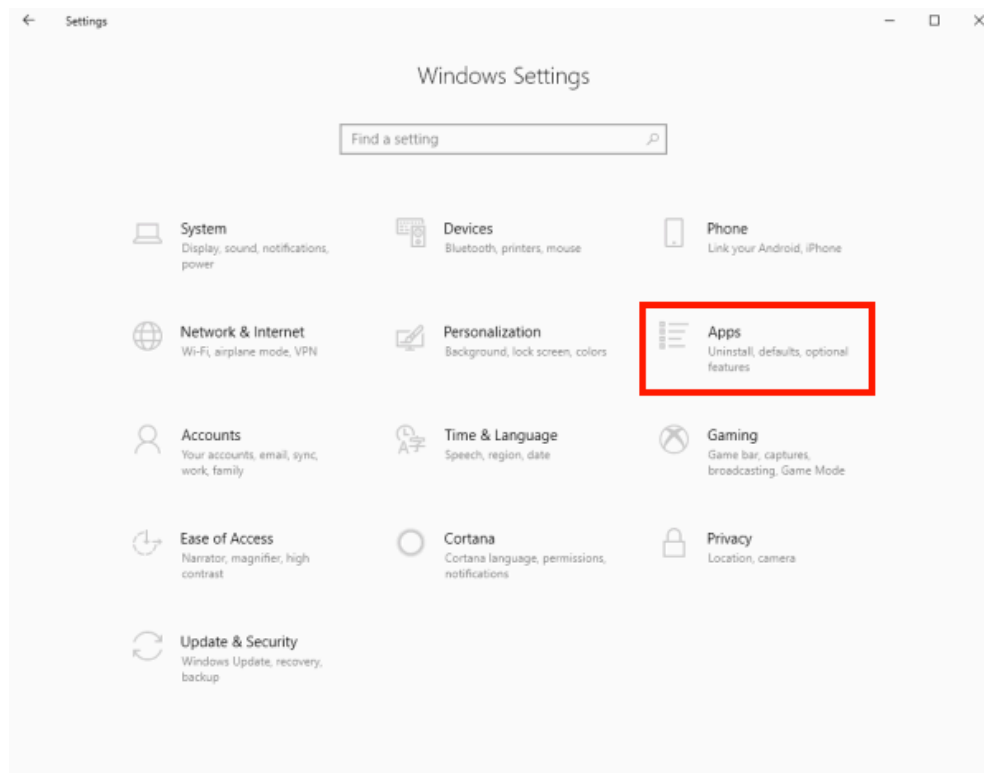 Settings
Windows Settings
Find a setting
System
Display, sound, notifications,
power
Devices
Bluetooth, printers, mouse
Phone
Link your Android, iPhone
Network & Internet
Wi-Fi, airplane mode, VPN
Personalization
Background, lock screen, colors
Apps
Uninstall, defaults, optional
features
Accounts
Your accounts, email, sync,
work, family
Time & Language
Speech, region, date
Gaming
Game bar, captures,
broadcasting, Game Mode
Ease of Access
Narrator, magnifier, high
contrast
Cortana
Cortana language, permissions,
notifications
Privacy
Location, camera
Update & Security
Windows Update, recovery,
backup